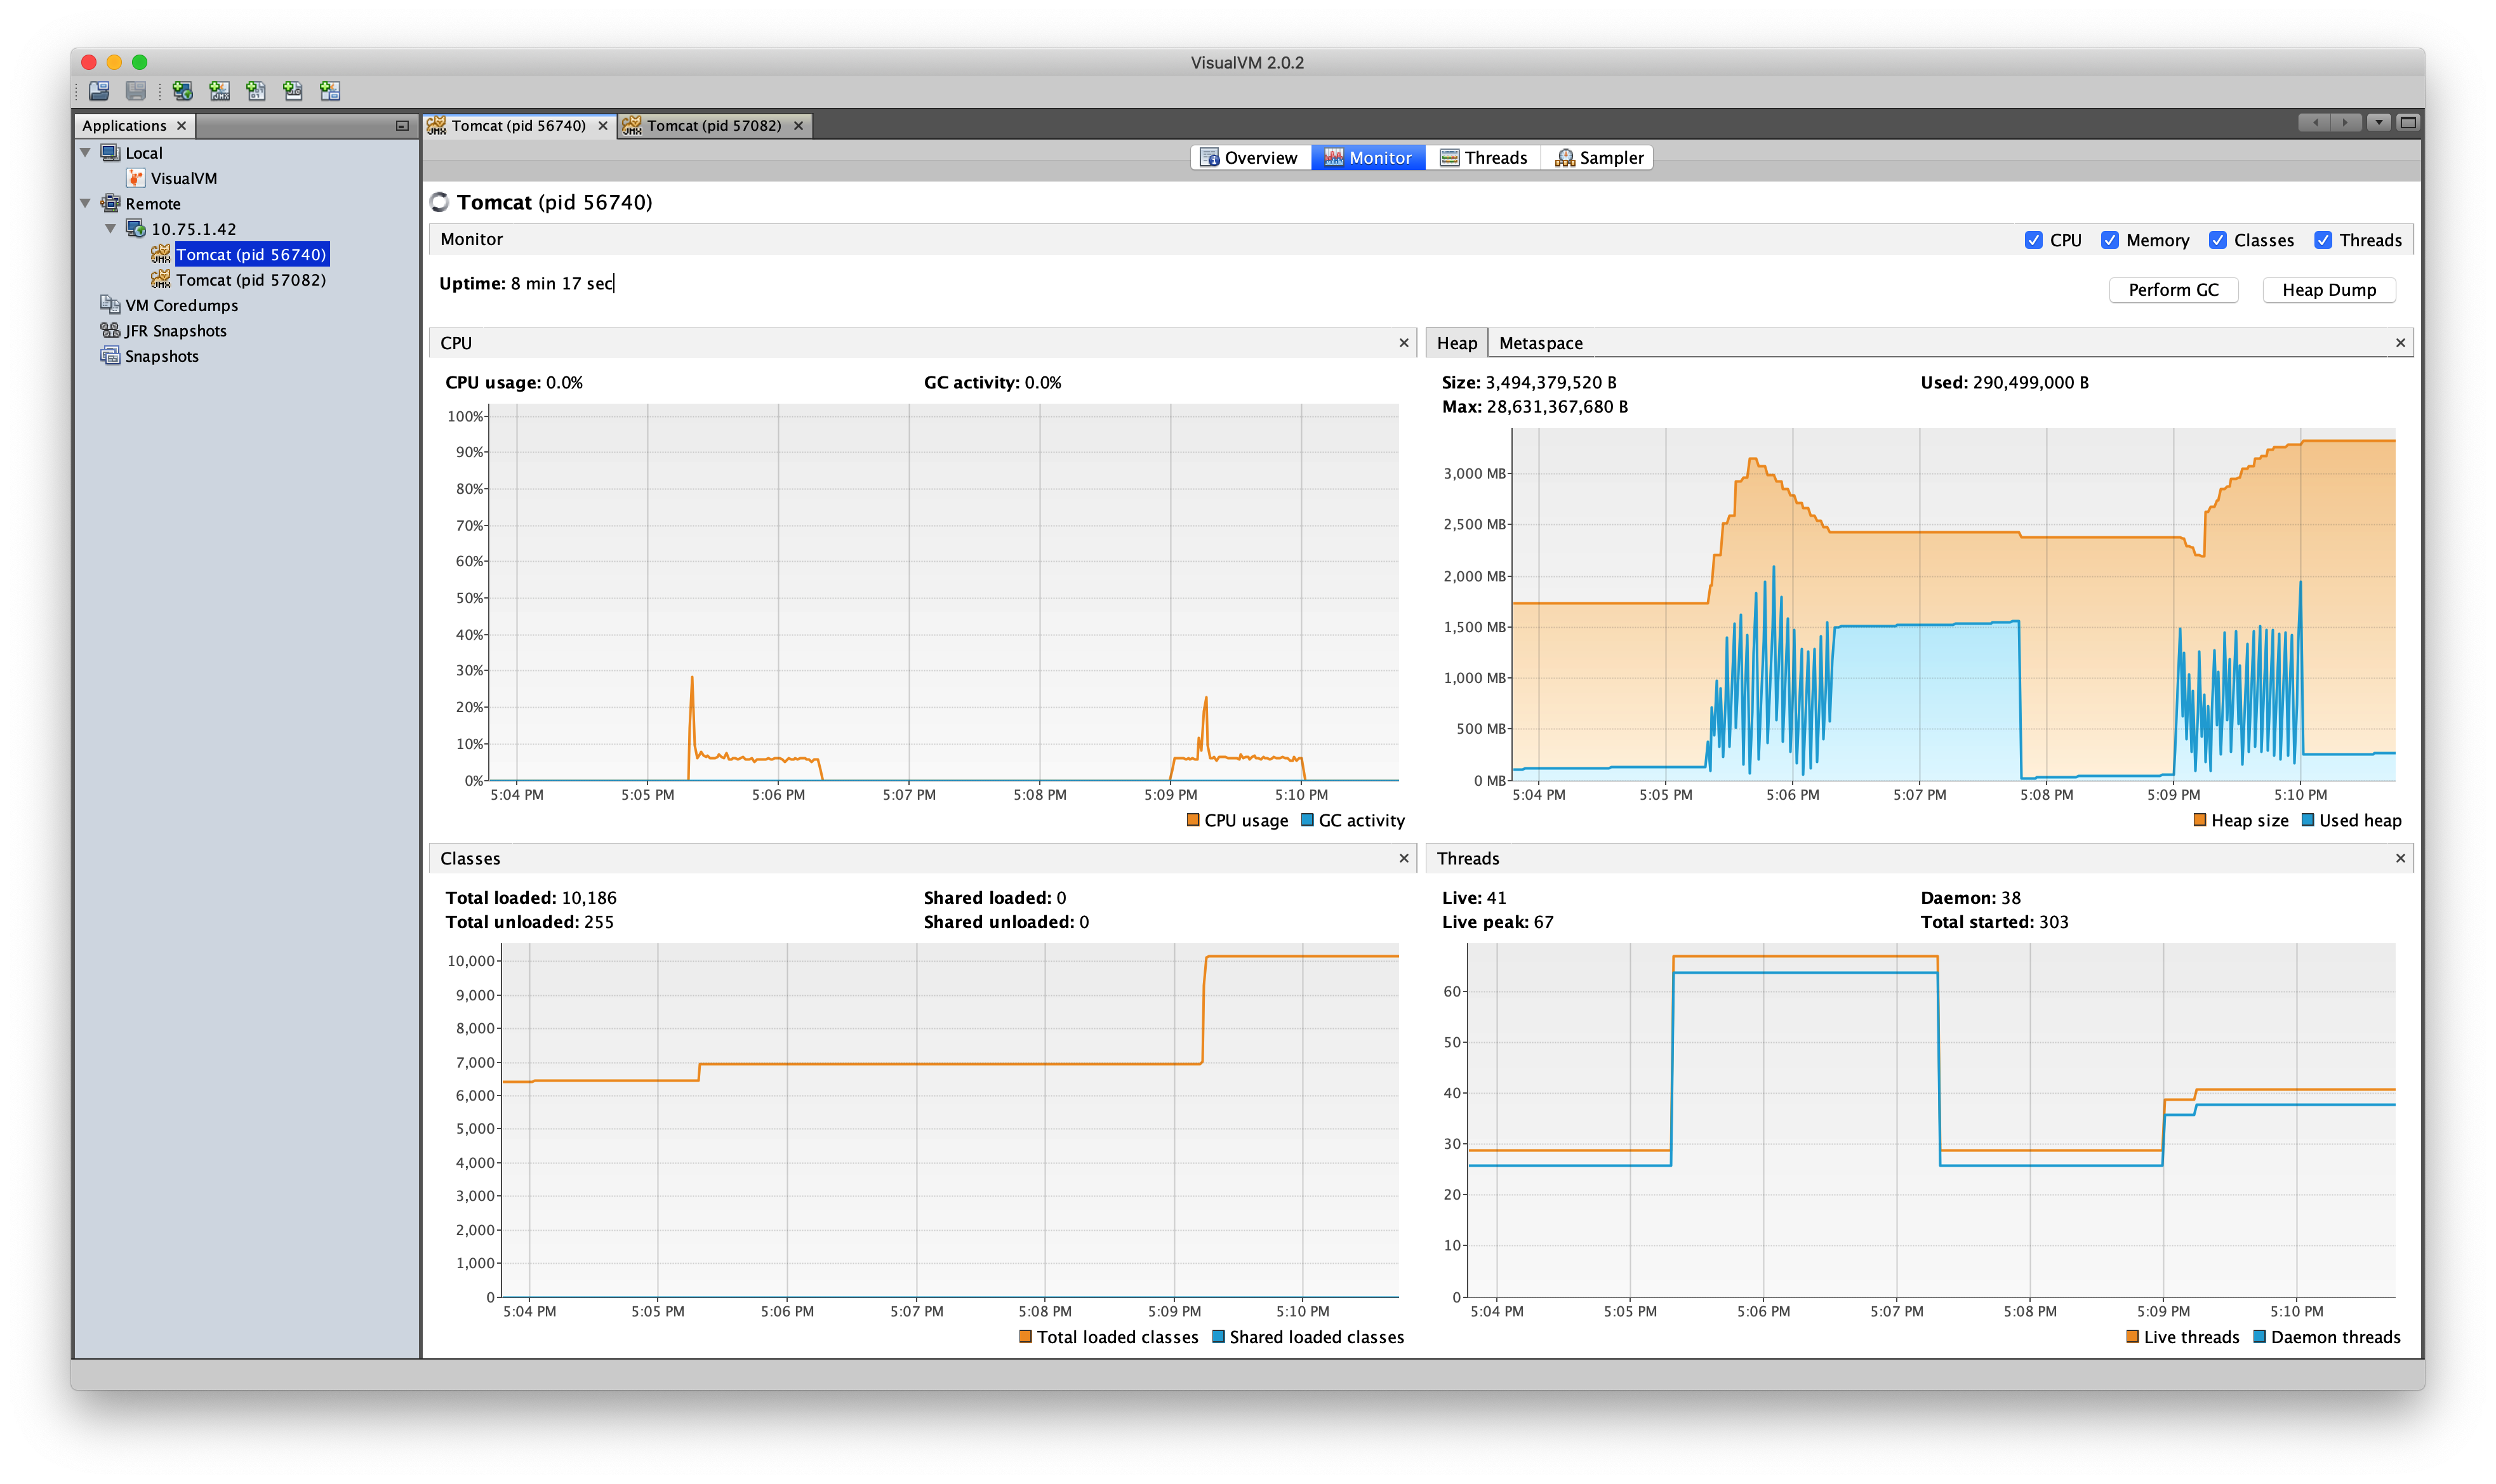 VisualVM 2.0.2
Applications
Tomcat (pid 56740)
Tomcat (pid 57082)
Local
VisualVM
Remote
10.75.1.42
Tomcat (pid 56740)
Tomcat (pid 57082)
VM Coredumps
JFR Snapshots
Snapshots
Overview Monitor Threads Sampler
Tomcat (pid 56740)
Monitor
CPU Memory Classes Threads
Uptime: 8 min 17 sec
Perform GC Heap Dump
CPU
CPU usage: 0.0% GC activity: 0.0%
100%
90%
80%
70%
60%
50%
40%
30%
20%
10%
0%
5:04 PM 5:05 PM 5:06 PM 5:07 PM 5:08 PM 5:09 PM 5:10 PM
CPU usage GC activity
Heap Metaspace
Size: 3,494,379,520 B Used: 290,499,000 B
Max: 28,631,367,680 B
3,000 MB
2,500 MB
2,000 MB
1,500 MB
1,000 MB
500 MB
0 MB
5:04 PM 5:05 PM 5:06 PM 5:07 PM 5:08 PM 5:09 PM 5:10 PM
Heap size Used heap
Classes
Total loaded: 10,186 Shared loaded: 0
Total unloaded: 255 Shared unloaded: 0
10,000
9,000
8,000
7,000
6,000
5,000
4,000
3,000
2,000
1,000
0
5:04 PM 5:05 PM 5:06 PM 5:07 PM 5:08 PM 5:09 PM 5:10 PM
Total loaded classes Shared loaded classes
Threads
Live: 41 Daemon: 38
Live peak: 67 Total started: 303
60
50
40
30
20
10
0
5:04 PM 5:05 PM 5:06 PM 5:07 PM 5:08 PM 5:09 PM 5:10 PM
Live threads Daemon threads